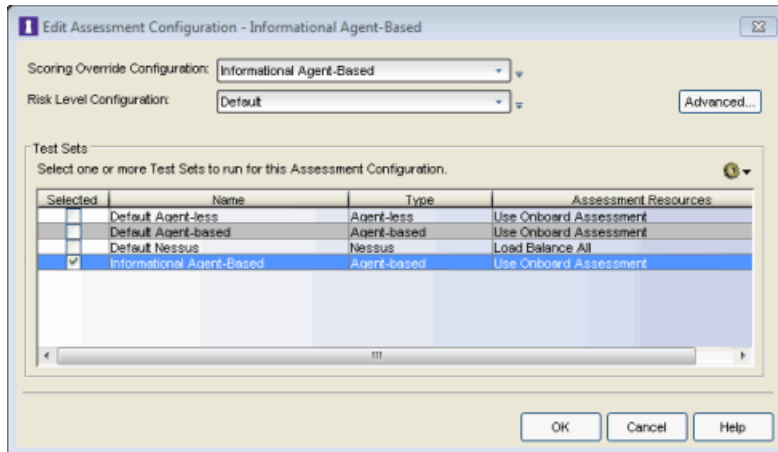 Edit Assessment Configuration - Informational Agent-Based
Scoring Override Configuration: Informational Agent-Based
Risk Level Configuration: Default Advanced...
Test Sets
Select one or more Test Sets to run for this Assessment Configuration.
Selected Name Type Assessment Resources
Default Agent-less Agent-less Use Onboard Assessment
Default Agent-based Agent-based Use Onboard Assessment
Default Nessus Nessus Load Balance All
Informational Agent-Based Agent-based Use Onboard Assessment
OK Cancel Help